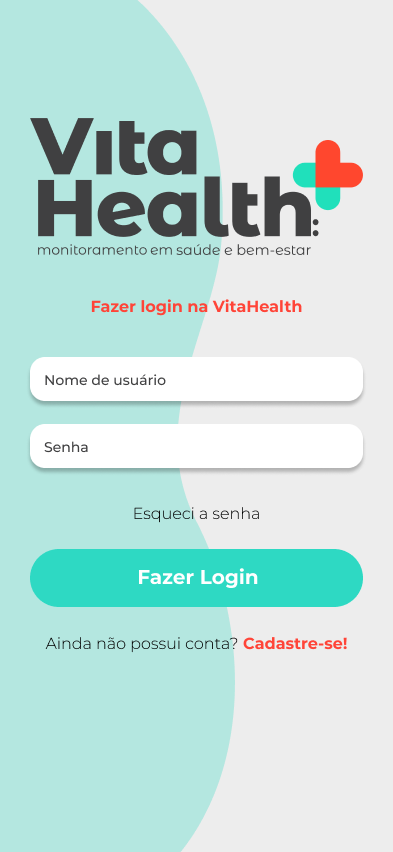 Vita
Health:
monitoramento em saúde e bem-estar
Fazer login na VitaHealth
Nome de usuário
Senha
Esqueci a senha
Fazer Login
Ainda não possui conta? Cadastre-se!